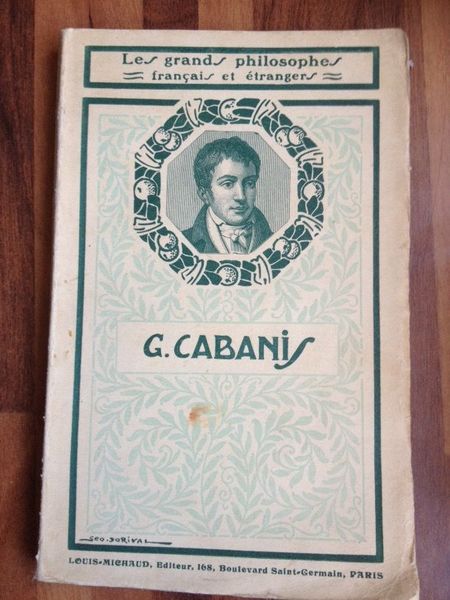 Les grands philosophes
français et étrangers
G. CABANIS
GEO.DORIVAL
LOUIS-MICHAUD, Editeur, 168, Boulevard Saint-Germain, PARIS